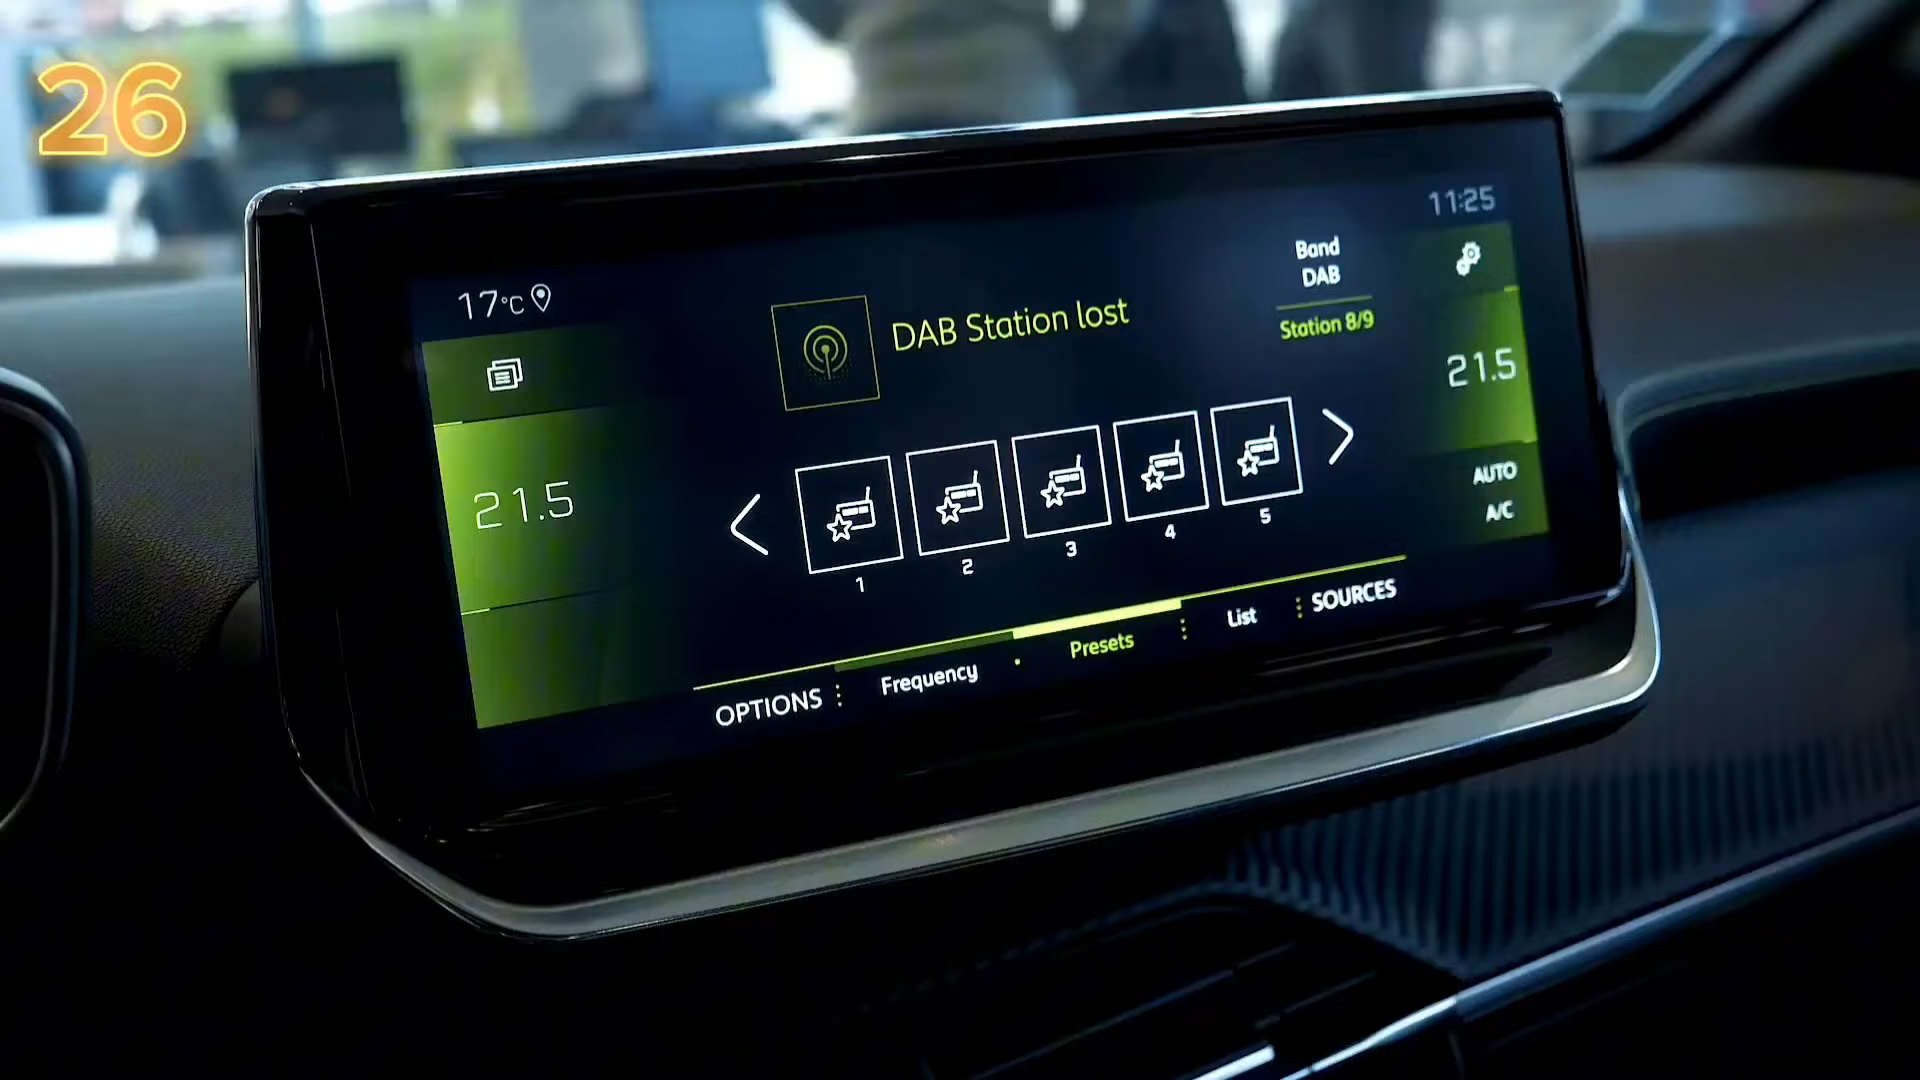 26
11:25
17°C
DAB Station lost
Band
DAB
Station 8/9
21.5
21.5
AUTO
A/C
1
2
3
4
5
OPTIONS
Frequency
Presets
List
SOURCES